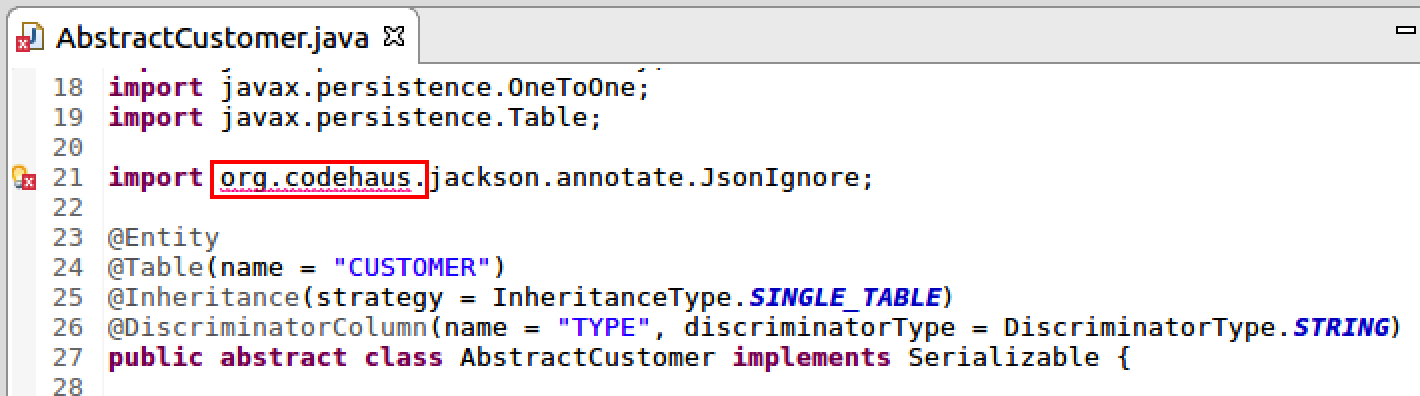 AbstractCustomer.java
18 import javax.persistence.OneToOne;
19 import javax.persistence.Table;
20
21 import org.codehaus.jackson.annotate.JsonIgnore;
22
23 @Entity
24 @Table(name = "CUSTOMER")
25 @Inheritance(strategy = InheritanceType.SINGLE_TABLE)
26 @DiscriminatorColumn(name = "TYPE", discriminatorType = DiscriminatorType.STRING)
27 public abstract class AbstractCustomer implements Serializable {
28